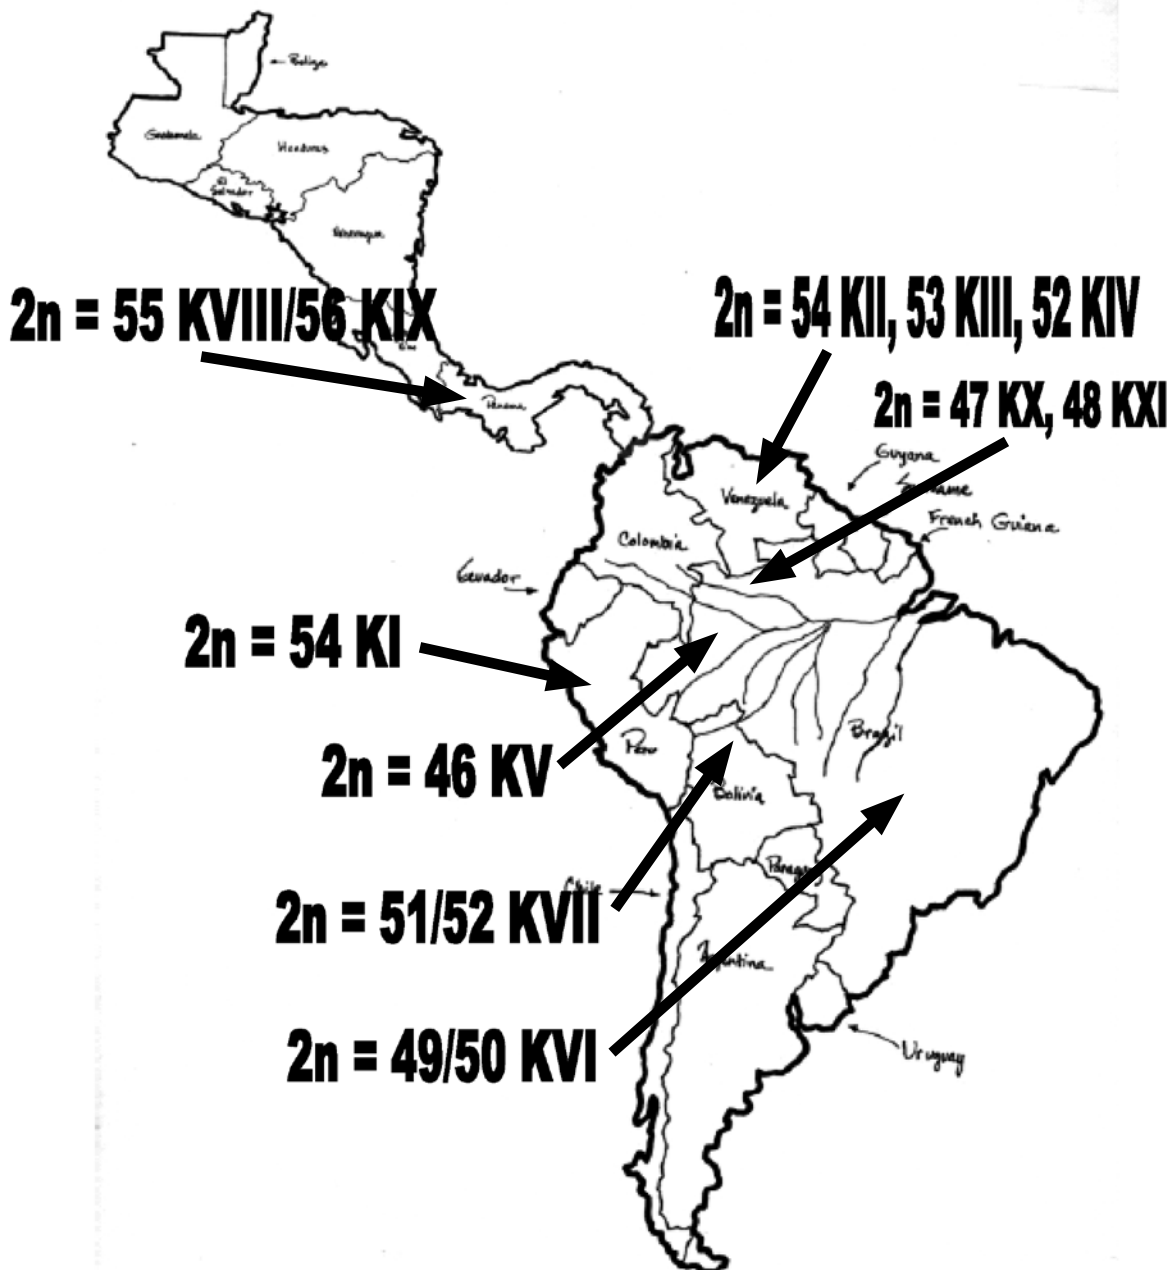 Belize
Guatemala
Honduras
El
Salvador
Nicaragua
2n = 55 KVIII/56 KIX
2n = 54 KII, 53 KIII, 52 KIV
Panama
2n = 47 KX, 48 KXI
Guyana
Venezuela
French Guiana
Colombia
Ecuador
2n = 54 KI
Brazil
Peru
2n = 46 KV
Bolivia
Chile
2n = 51/52 KVII
Argentina
2n = 49/50 KVI
Uruguay